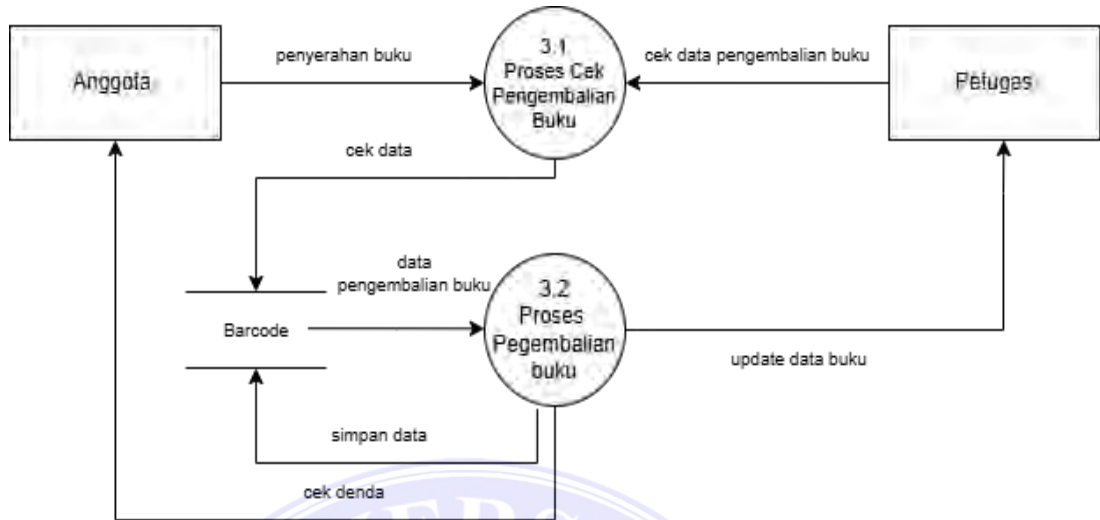 Anggota
penyerahan buku
3.1
Proses Cek
Pengembalian
Buku
cek data pengembalian buku
Petugas
cek data
data
pengembalian buku
Barcode
3.2
Proses
Pegembalian
buku
update data buku
simpan data
cek denda